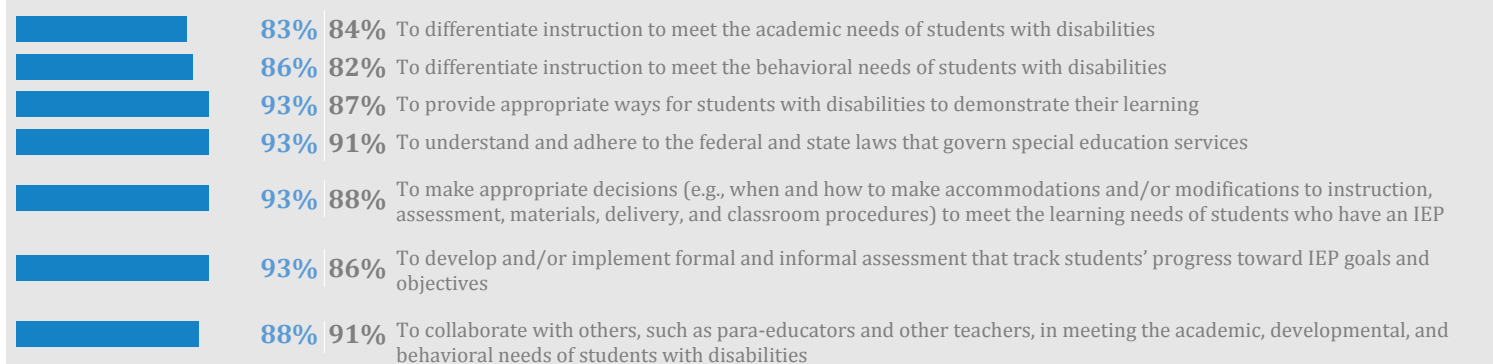 83% 84% To differentiate instruction to meet the academic needs of students with disabilities
86% 82% To differentiate instruction to meet the behavioral needs of students with disabilities
93% 87% To provide appropriate ways for students with disabilities to demonstrate their learning
93% 91% To understand and adhere to the federal and state laws that govern special education services
93% 88% To make appropriate decisions (e.g., when and how to make accommodations and/or modifications to instruction,
assessment, materials, delivery, and classroom procedures) to meet the learning needs of students who have an IEP
93% 86% To develop and/or implement formal and informal assessment that track students’ progress toward IEP goals and
objectives
88% 91% To collaborate with others, such as para-educators and other teachers, in meeting the academic, developmental, and
behavioral needs of students with disabilities